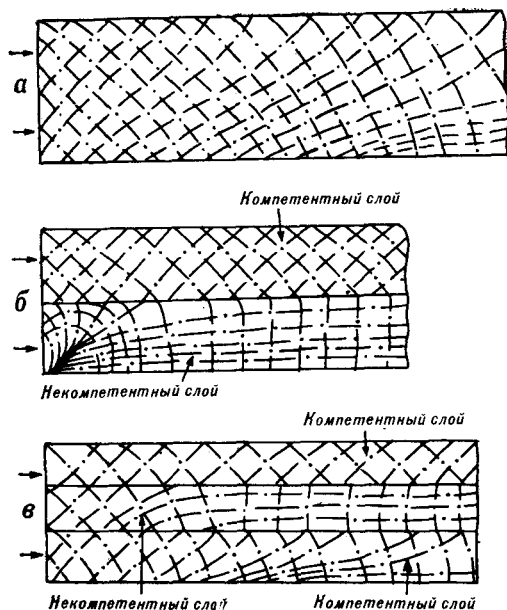 а
Компетентный слой
б
Некомпетентный слой
Компетентный слой
в
Некомпетентный слой Компетентный слой